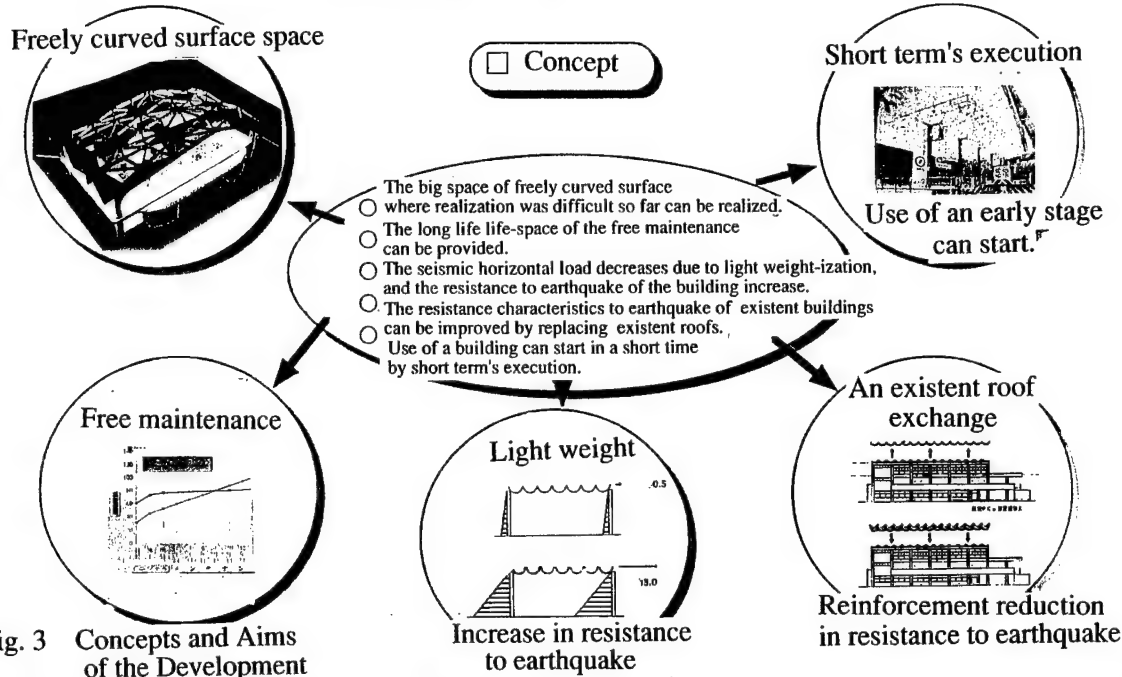 Freely curved surface space
□ Concept
Short term's execution
Use of an early stage
can start.
The big space of freely curved surface
○ where realization was difficult so far can be realized.
○ The long life life-space of the free maintenance
can be provided.
○ The seismic horizontal load decreases due to light weight-ization,
and the resistance to earthquake of the building increase.
○ The resistance characteristics to earthquake of existent buildings
○ can be improved by replacing existent roofs.
Use of a building can start in a short time
by short term's execution.
Free maintenance
Light weight
0.5
An existent roof
exchange
Increase in resistance
to earthquake
Reinforcement reduction
in resistance to earthquake
ig. 3 Concepts and Aims
of the Development